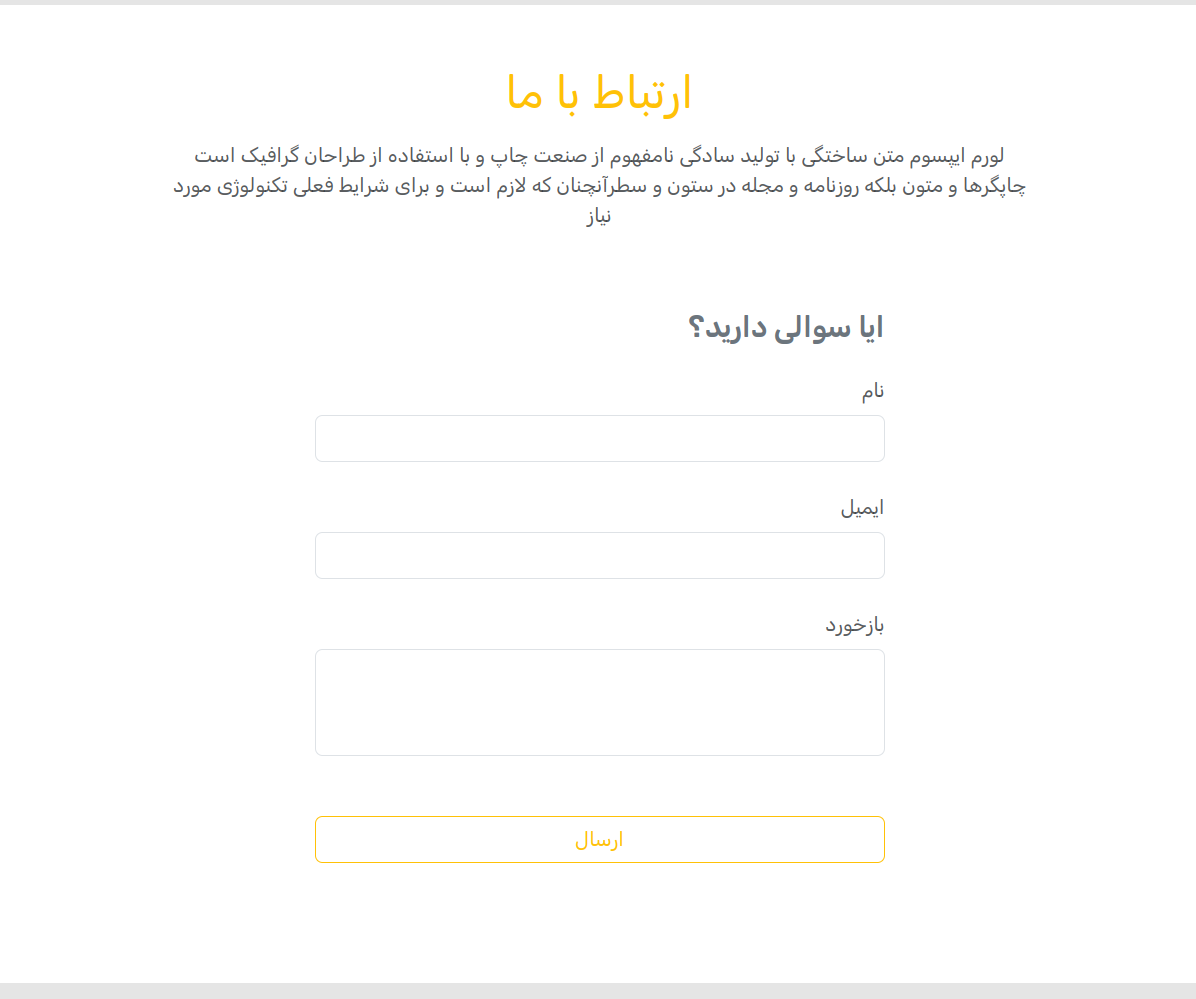 ارتباط با ما
لورم ایپسوم متن ساختگی با تولید سادگی نامفهوم از صنعت چاپ و با استفاده از طراحان گرافیک است
چاپگرها و متون بلکه روزنامه و مجله در ستون و سطرآنچنان که لازم است و برای شرایط فعلی تکنولوژی مورد
نیاز
ایا سوالی دارید؟
نام
ایمیل
بازخورد
ارسال